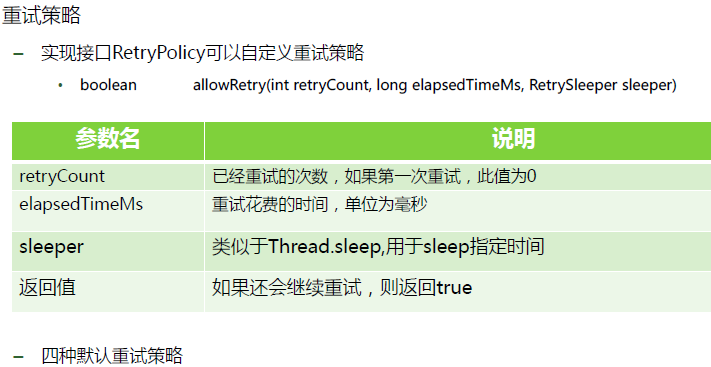 重试策略
– 实现接口RetryPolicy可以自定义重试策略
• boolean allowRetry(int retryCount, long elapsedTimeMs, RetrySleeper sleeper)
参数名 说明
retryCount 已经重试的次数，如果第一次重试，此值为0
elapsedTimeMs 重试花费的时间，单位为毫秒
sleeper 类似于Thread.sleep,用于sleep指定时间
返回值 如果还会继续重试，则返回true
– 四种默认重试策略